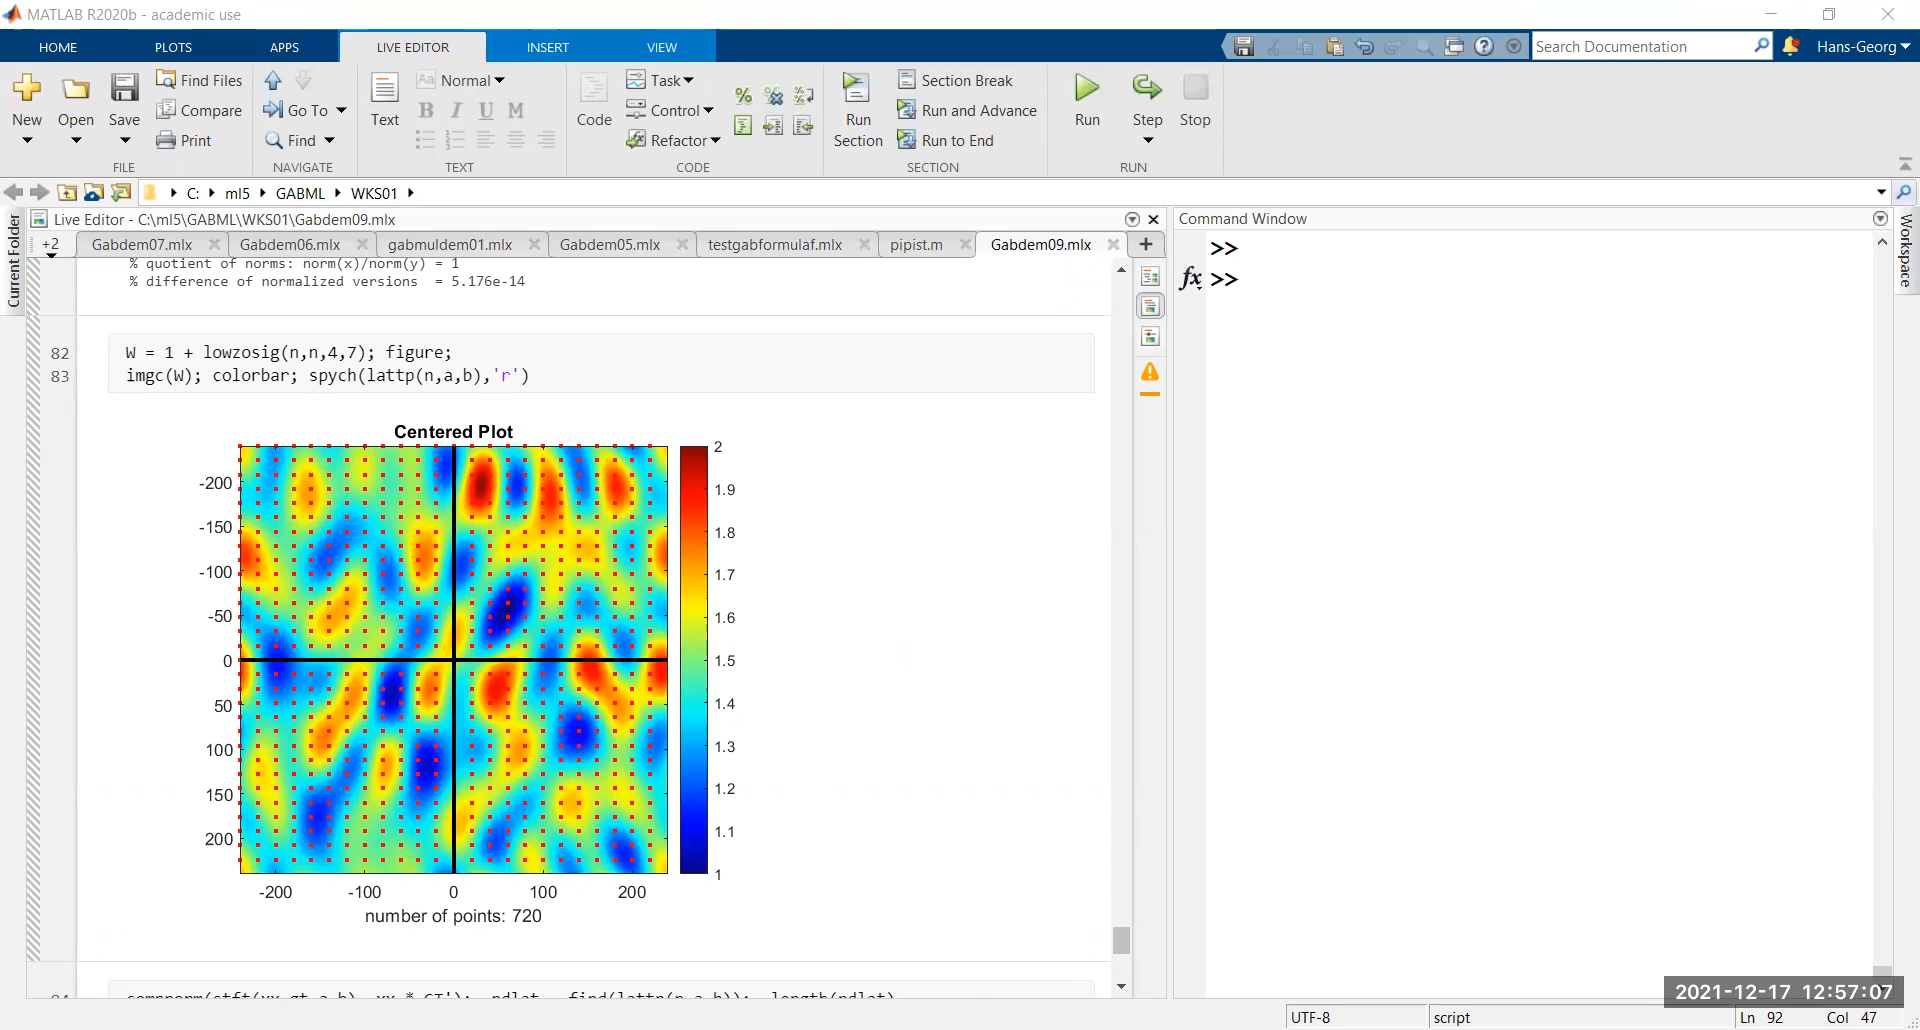 MATLAB R2020b - academic use
HOME PLOTS APPS LIVE EDITOR INSERT VIEW
Search Documentation
Hans-Georg
New
Open
Save
Find Files
Compare
Print
FILE
Go To
Find
NAVIGATE
Text
Aa Normal
B I U M
TEXT
Code
Task
Control
Refactor
CODE
Run
Section
Section Break
Run and Advance
Run to End
SECTION
Run
Step
Stop
RUN
C: ml5 GABML WKS01
Current Folder
Live Editor - C:\ml5\GABML\WKS01\Gabdem09.mlx
+2 Gabdem07.mlx Gabdem06.mlx gabmuldem01.mlx Gabdem05.mlx testgabformulaf.mlx pipist.m Gabdem09.mlx +
% quotient of norms: norm(x)/norm(y) = 1
% difference of normalized versions = 5.176e-14
82 W = 1 + lowzosig(n,n,4,7); figure;
83 imgc(W); colorbar; spych(lattp(n,a,b),'r')
Centered Plot
-200
-150
-100
-50
0
50
100
150
200
-200 -100 0 100 200
number of points: 720
2
1.9
1.8
1.7
1.6
1.5
1.4
1.3
1.2
1.1
1
Command Window
>>
fx >>
Workspace
2021-12-17 12:57:07
UTF-8 script Ln 92 Col 47